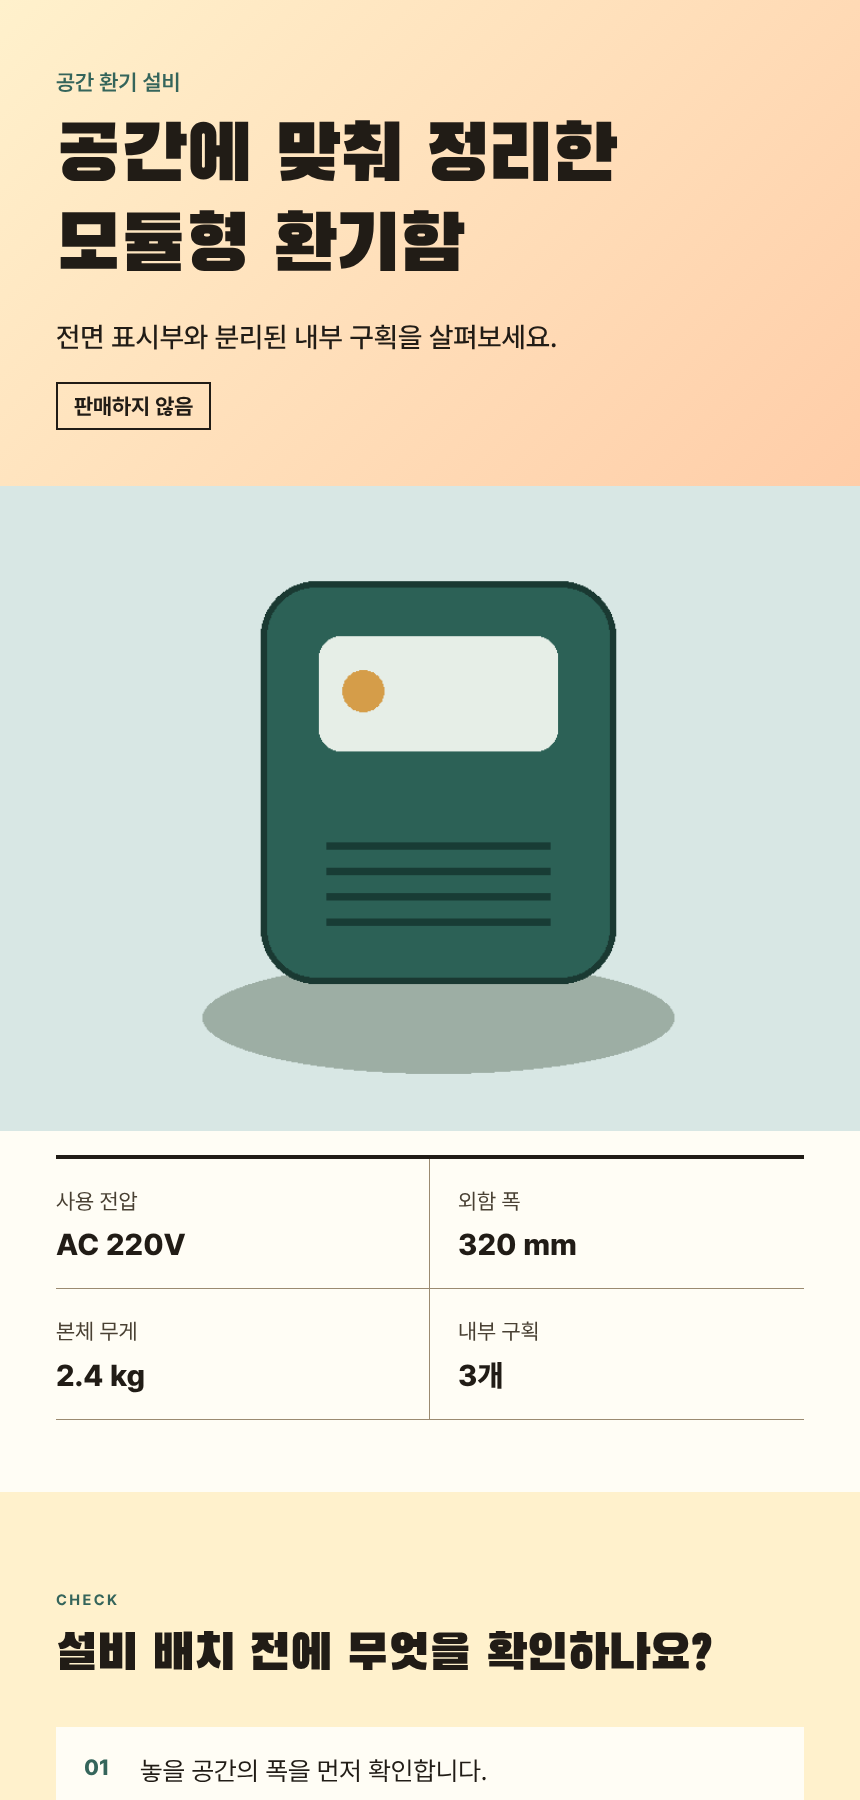 공간 환기 설비
공간에 맞춰 정리한
모듈형 환기함
전면 표시부와 분리된 내부 구획을 살펴보세요.
판매하지 않음
사용 전압
AC 220V
외함 폭
320 mm
본체 무게
2.4 kg
내부 구획
3개
CHECK
설비 배치 전에 무엇을 확인하나요?
01 놓을 공간의 폭을 먼저 확인합니다.